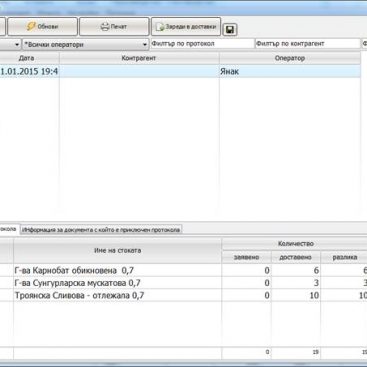 Обнови Печат Зареди в доставки
*Всички оператори Филтър по протокол Филтър по контрагент
Дата Контрагент Оператор
1.01.2015 19:4 Янак
Информация за документа с който е приключен протокола
Име на стоката Количество
заявено доставено разлика
Г-ва Карнобат обикновена 0,7 0 6 6
Г-ва Сунгурларска мускатова 0,7 0 3 3
Троянска Сливова - отлежала 0,7 0 10 10
0 19 19